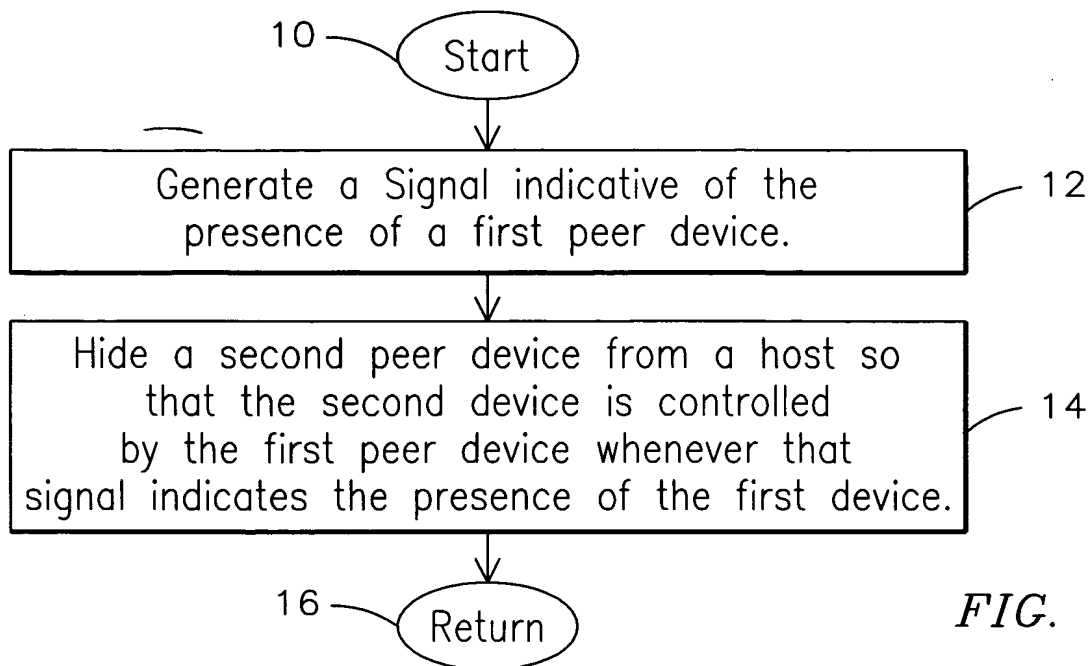 10
Start
Generate a Signal indicative of the
presence of a first peer device.
12
Hide a second peer device from a host so
that the second device is controlled
by the first peer device whenever that
signal indicates the presence of the first device.
14
16
Return
FIG.